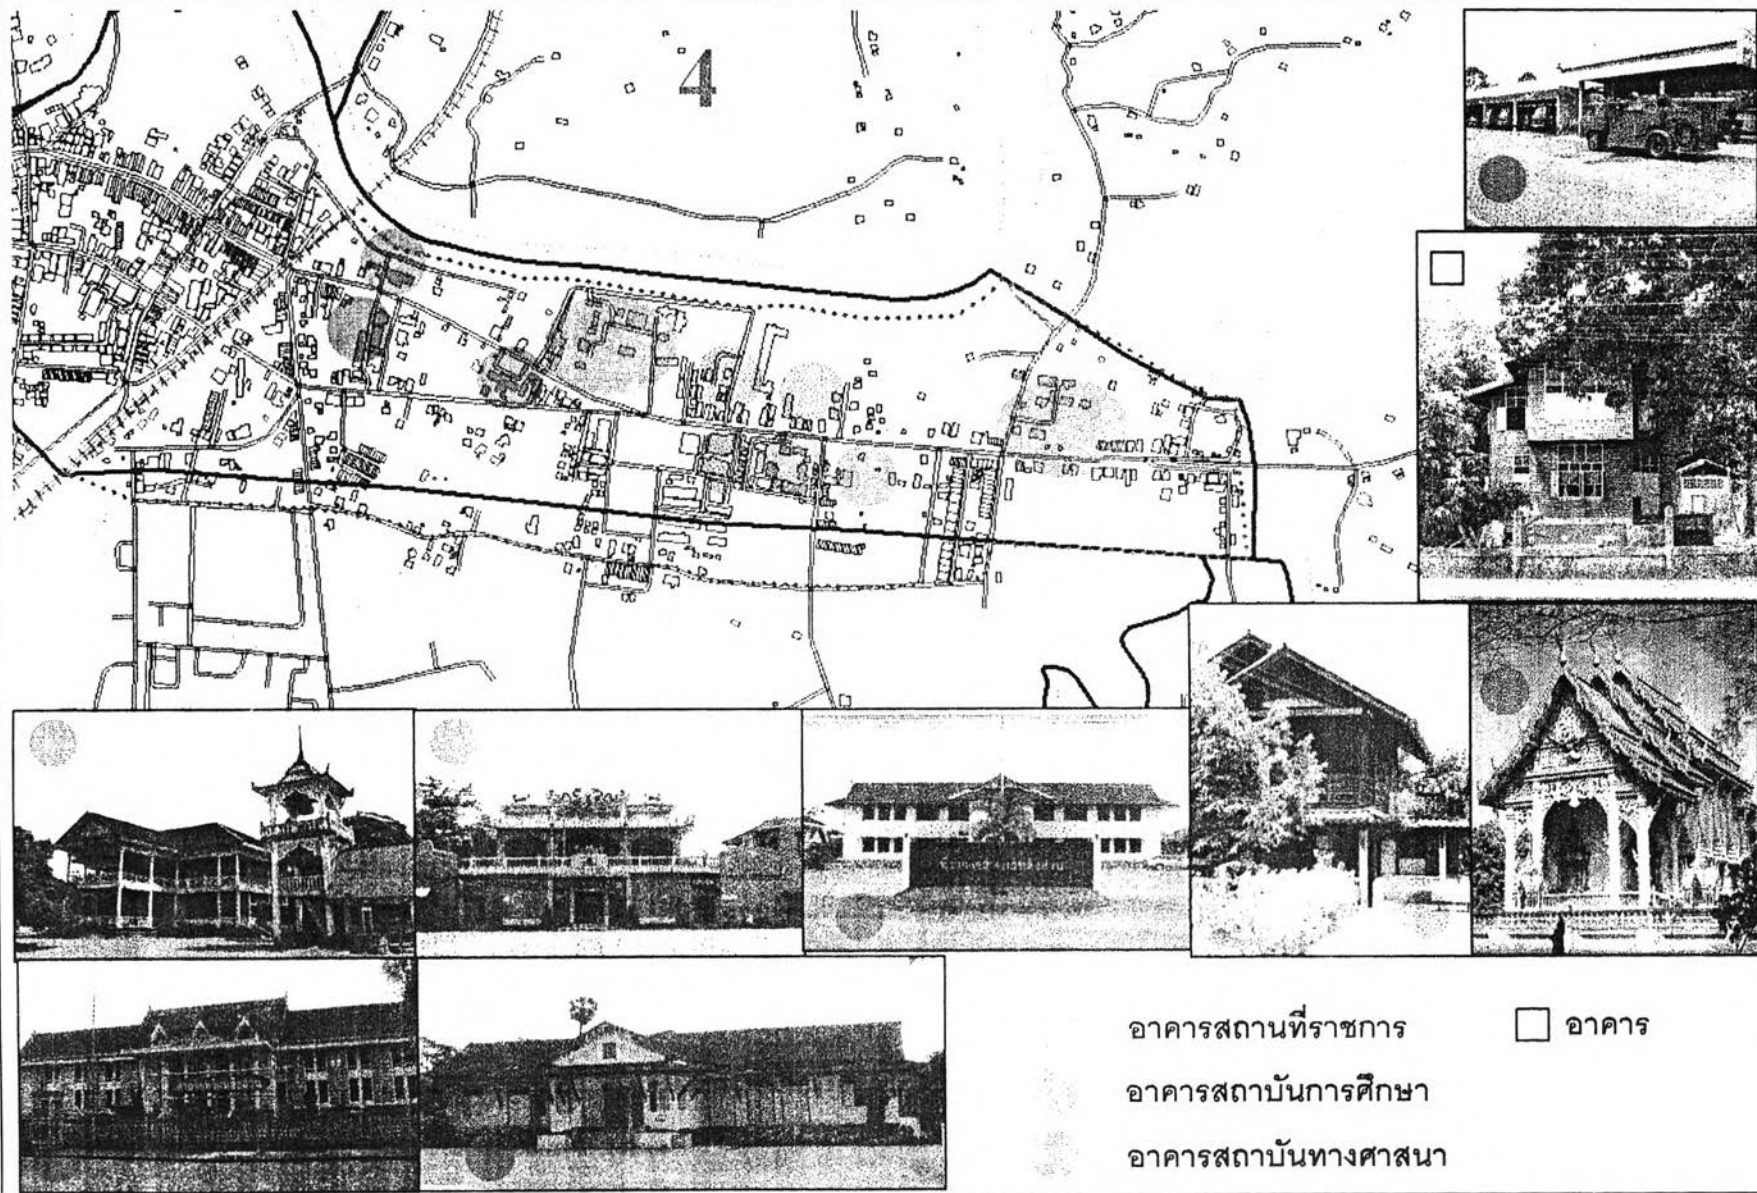 4
อาคารสถานที่ราชการ
อาคาร
อาคารสถาบันการศึกษา
อาคารสถาบันทางศาสนา